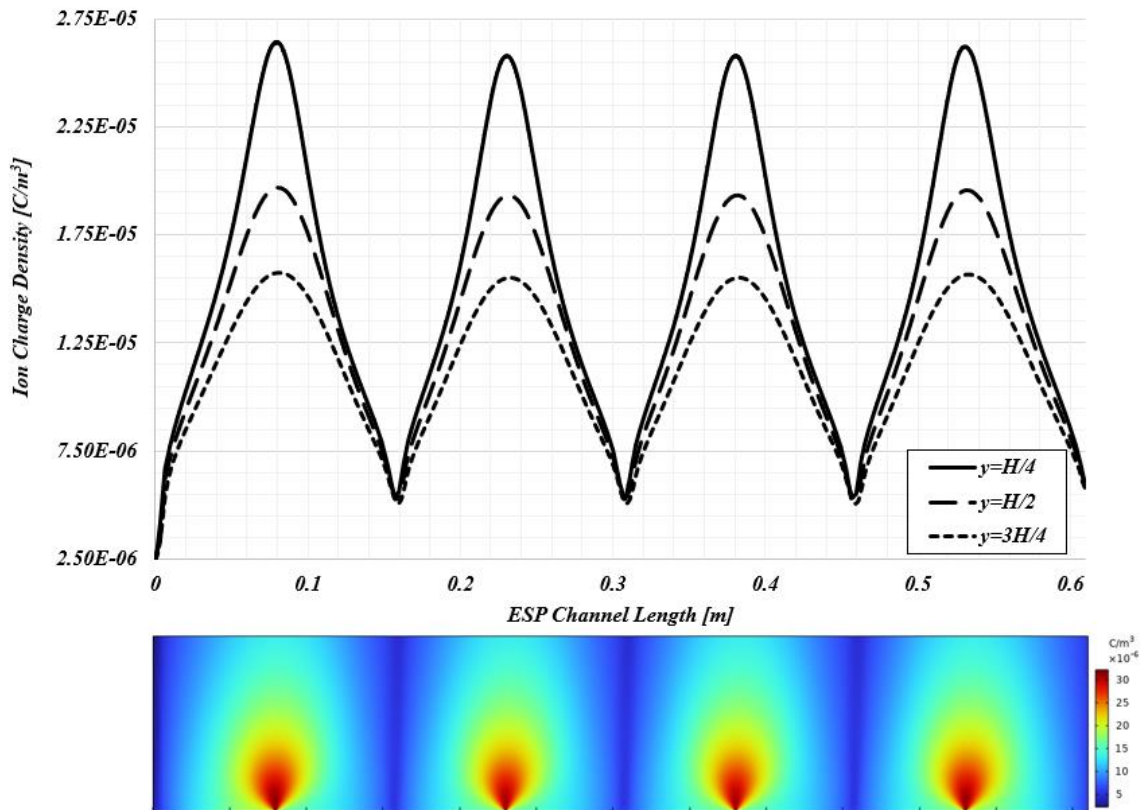 2.75E-05
2.25E-05
1.75E-05
1.25E-05
7.50E-06
2.50E-06
Ion Charge Density [C/m³]
y=H/4
y=H/2
y=3H/4
0 0.1 0.2 0.3 0.4 0.5 0.6
ESP Channel Length [m]
C/m³
×10⁻⁶
30
25
20
15
10
5